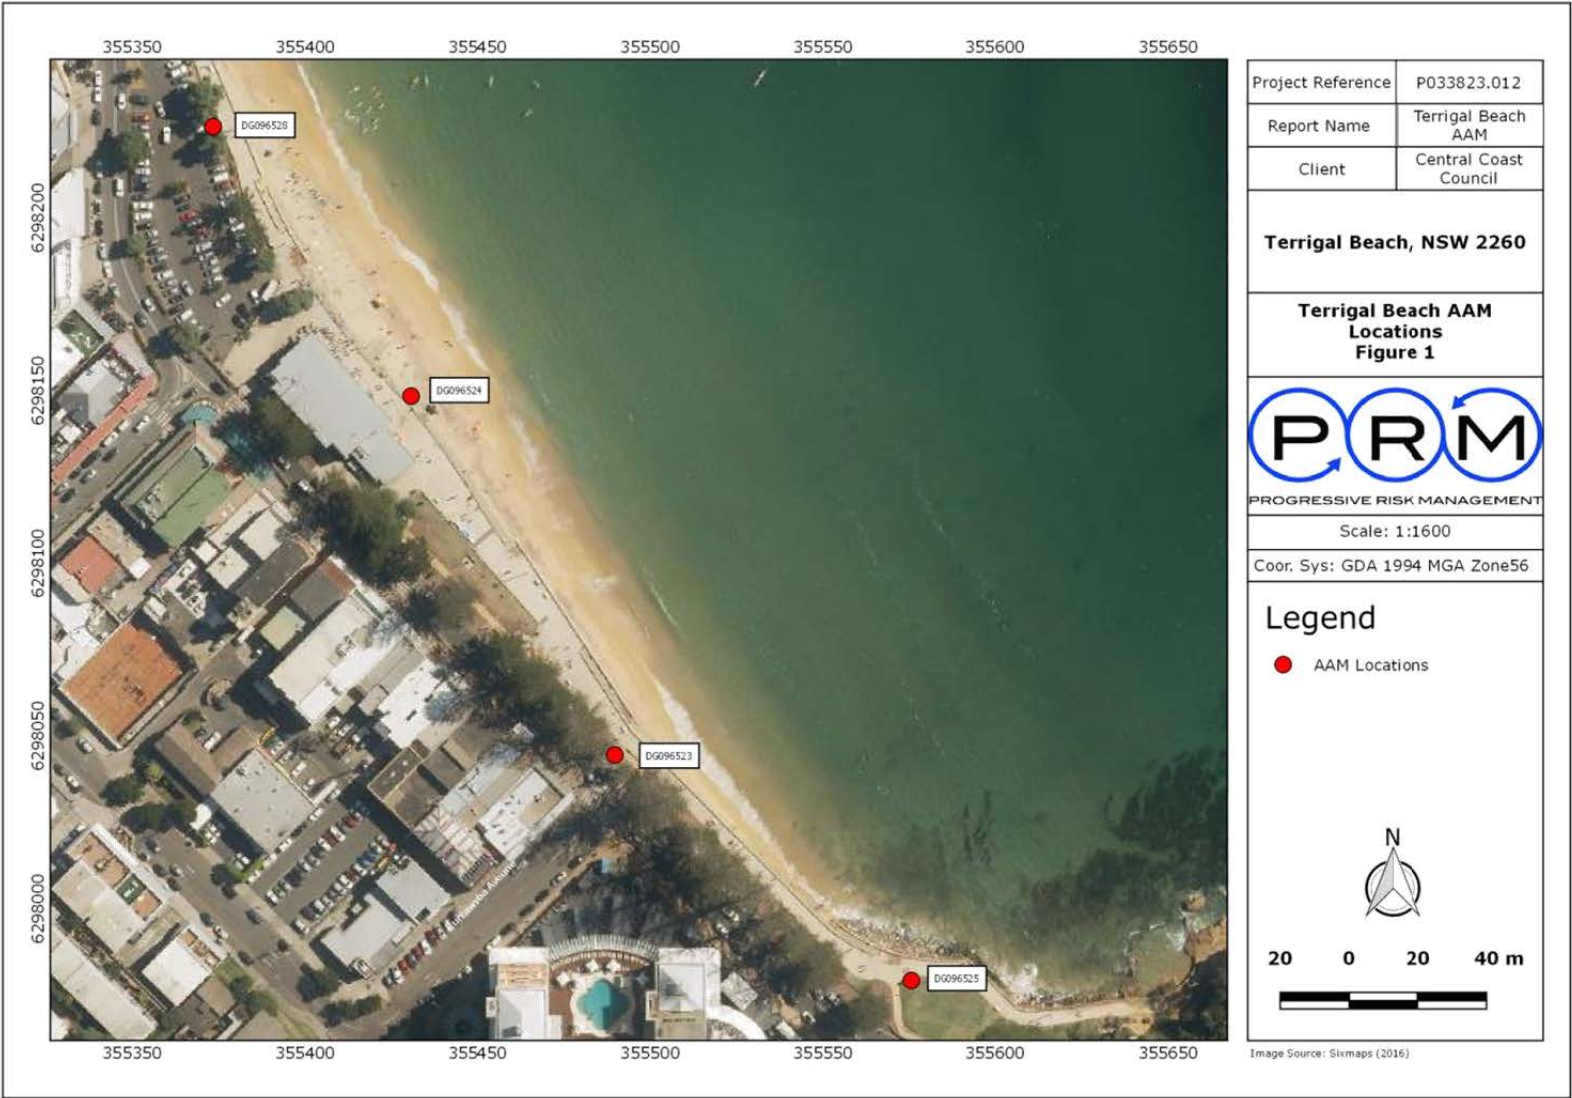 355350 355400 355450 355500 355550 355600 355650
6298200
6298150
6298100
6298050
6298000
DG096528
DG096524
DG096523
DG096525
355350 355400 355450 355500 355550 355600 355650
Project Reference P033823.012
Report Name Terrigal Beach
AAM
Client Central Coast
Council
Terrigal Beach, NSW 2260
Terrigal Beach AAM
Locations
Figure 1
PRM
PROGRESSIVE RISK MANAGEMENT
Scale: 1:1600
Coor. Sys: GDA 1994 MGA Zone56
Legend
AAM Locations
N
20 0 20 40 m
Image Source: Sixmaps (2016)